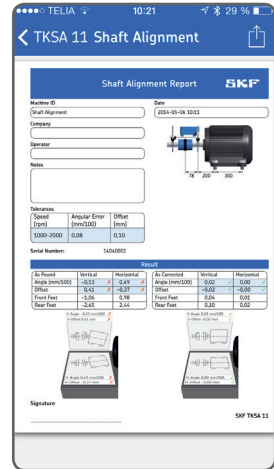 ●●●●○ TELIA 10:21 29 %
TKSA 11 Shaft Alignment
Shaft Alignment Report SKF
Machine ID Date
Shaft Alignment 2014-05-06 10:11
Company
Operator
Notes
78 200 300
Tolerances
Speed (rpm) Angular Error (mm/100) Offset (mm)
1000-2000 0,08 0,10
Serial Number: 14040001
Result
As Found Vertical Horizontal As Corrected Vertical Horizontal
Angle (mm/100) -0,53 ✗ 0,49 ✗ Angle (mm/100) 0,02 ✓ 0,00 ✓
Offset 0,41 ✗ -0,37 ✗ Offset -0,02 ✓ -0,00 ✓
Front Feet -1,06 0,98 Front Feet 0,04 0,01
Rear Feet -2,65 2,44 Rear Feet 0,10 0,02
Signature
SKF TKSA 11